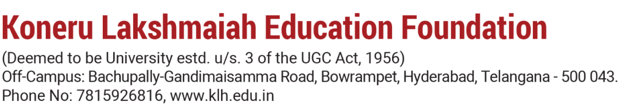 Koneru Lakshmaiah Education Foundation
(Deemed to be University estd. u/s. 3 of the UGC Act, 1956)
Off-Campus: Bachupally-Gandimaisamma Road, Bowrampet, Hyderabad, Telangana - 500 043.
Phone No: 7815926816, www.klh.edu.in